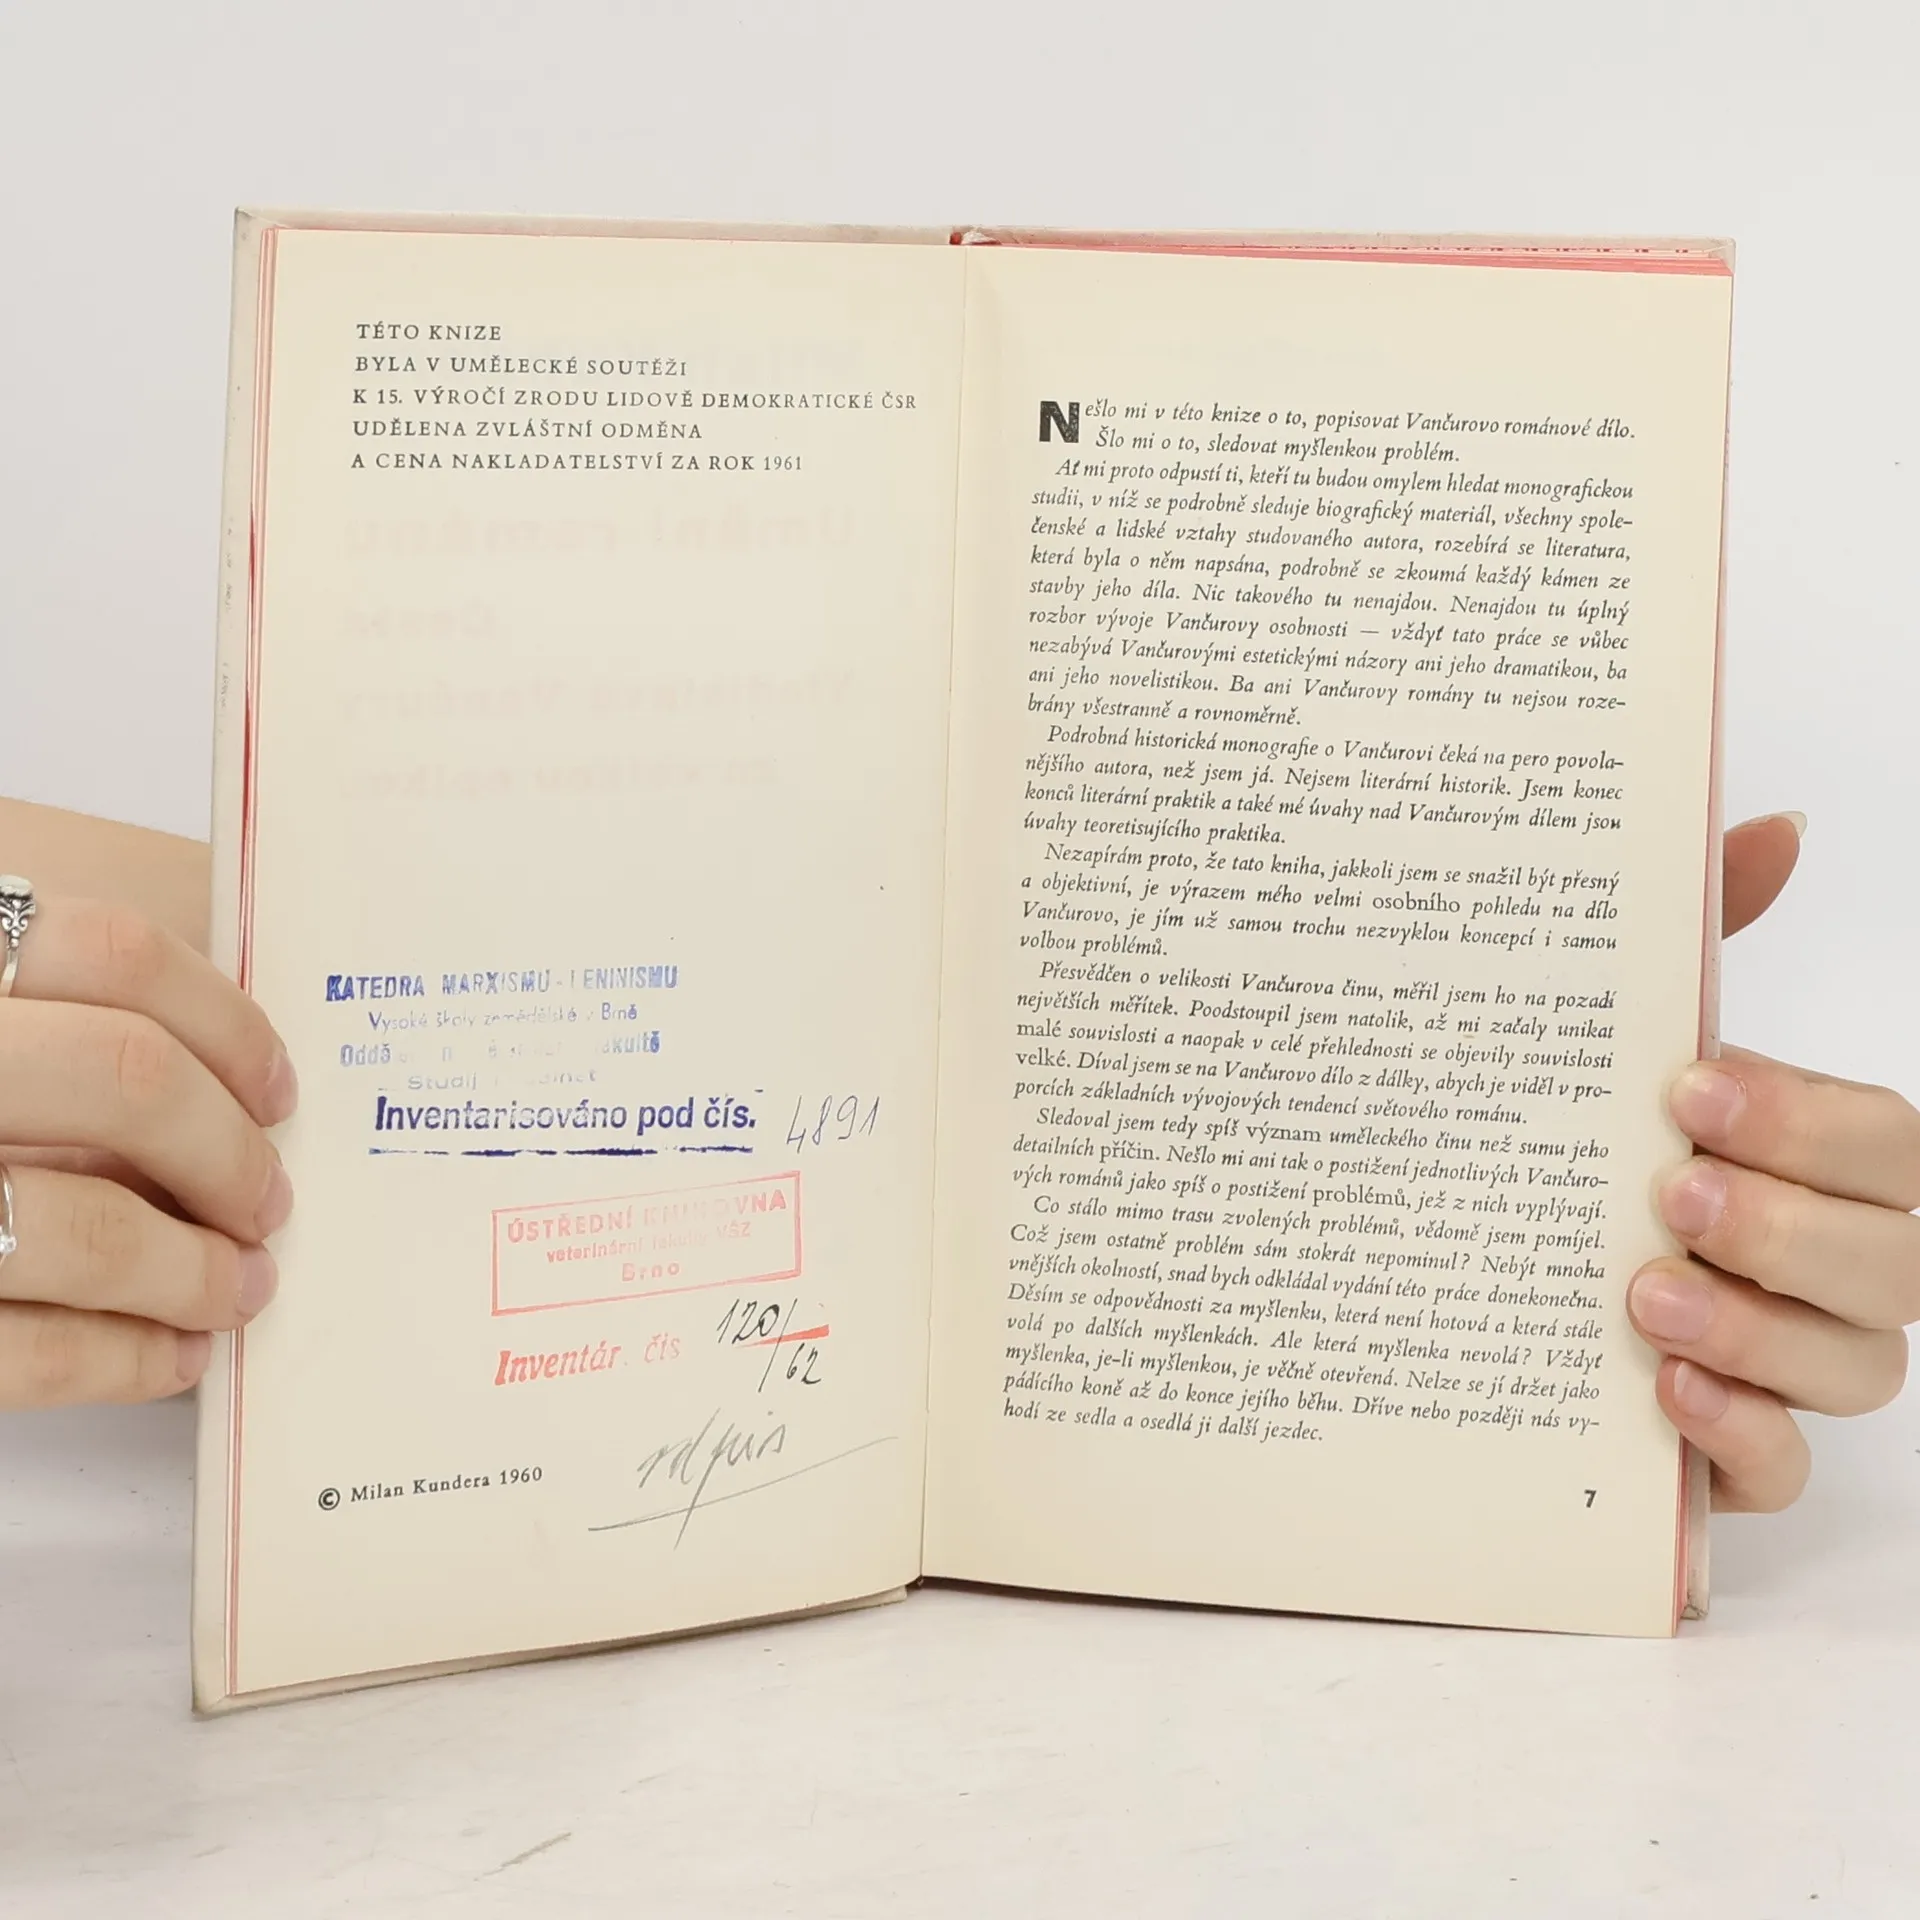 TÉTO KNIZE
BYLA V UMĚLECKÉ SOUTĚŽI
K 15. VÝROČÍ ZRODU LIDOVĚ DEMOKRATICKÉ ČSR
UDĚLENA ZVLÁŠTNÍ ODMĚNA
A CENA NAKLADATELSTVÍ ZA ROK 1961
KATEDRA MARXISMU-LENINISMU
Vysoké školy zemědělské v Brně
Inventarisováno pod čís. 4891
ÚSTŘEDNÍ KNIHOVNA
veterinární fakulty VŠZ
Brno
Inventár. čis 120/62
© Milan Kundera 1960
Nešlo mi v této knize o to, popisovat Vančurovo románové dílo.
Šlo mi o to, sledovat myšlenkou problém.
Ať mi proto odpustí ti, kteří tu budou omylem hledat monografickou
studii, v níž se podrobně sleduje biografický materiál, všechny spole-
čenské a lidské vztahy studovaného autora, rozebírá se literatura,
která byla o něm napsána, podrobně se zkoumá každý kámen ze
stavby jeho díla. Nic takového tu nenajdou. Nenajdou tu úplný
rozbor vývoje Vančurovy osobnosti — vždyť tato práce se vůbec
nezabývá Vančurovými estetickými názory ani jeho dramatikou, ba
ani jeho novelistikou. Ba ani Vančurovy romány tu nejsou roze-
brány všestranně a rovnoměrně.
Podrobná historická monografie o Vančurovi čeká na pero povola-
nějšího autora, než jsem já. Nejsem literární historik. Jsem konec
konců literární praktik a také mé úvahy nad Vančurovým dílem jsou
úvahy teoretisujícího praktika.
Nezapírám proto, že tato kniha, jakkoli jsem se snažil být přesný
a objektivní, je výrazem mého velmi osobního pohledu na dílo
Vančurovo, je jím už samou trochu nezvyklou koncepcí i samou
volbou problémů.
Přesvědčen o velikosti Vančurova činu, měřil jsem ho na pozadí
největších měřítek. Poodstoupil jsem natolik, až mi začaly unikat
malé souvislosti a naopak v celé přehlednosti se objevily souvislosti
velké. Díval jsem se na Vančurovo dílo z dálky, abych je viděl v pro-
porcích základních vývojových tendencí světového románu.
Sledoval jsem tedy spíš význam uměleckého činu než sumu jeho
detailních příčin. Nešlo mi ani tak o postižení jednotlivých Vančuro-
vých románů jako spíš o postižení problémů, jež z nich vyplývají.
Co stálo mimo trasu zvolených problémů, vědomě jsem pomíjel.
Což jsem ostatně problém sám stokrát nepominul? Nebýt mnoha
vnějších okolností, snad bych odkládal vydání této práce donekonečna.
Děsím se odpovědnosti za myšlenku, která není hotová a která stále
volá po dalších myšlenkách. Ale která myšlenka nevolá? Vždyť
myšlenka, je-li myšlenkou, je věčně otevřená. Nelze se jí držet jako
pádícího koně až do konce jejího běhu. Dříve nebo později nás vy-
hodí ze sedla a osedlá ji další jezdec.
7